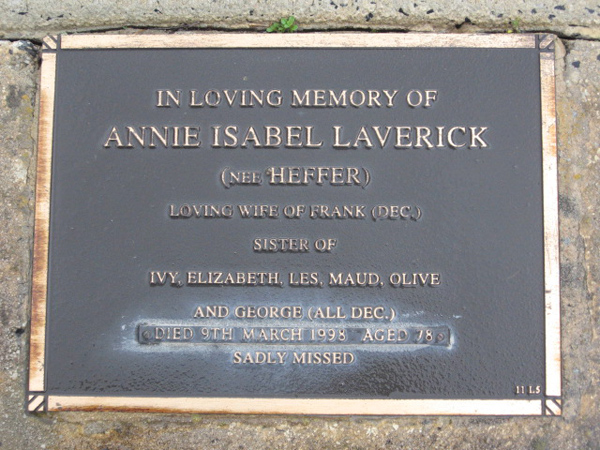 IN LOVING MEMORY OF
ANNIE ISABEL LAVERICK
(NEE HEFFER)
LOVING WIFE OF FRANK (DEC.)
SISTER OF
IVY, ELIZABETH, LES, MAUD, OLIVE
AND GEORGE (ALL DEC.)
DIED 9TH MARCH 1998 AGED 78
SADLY MISSED
11 L5